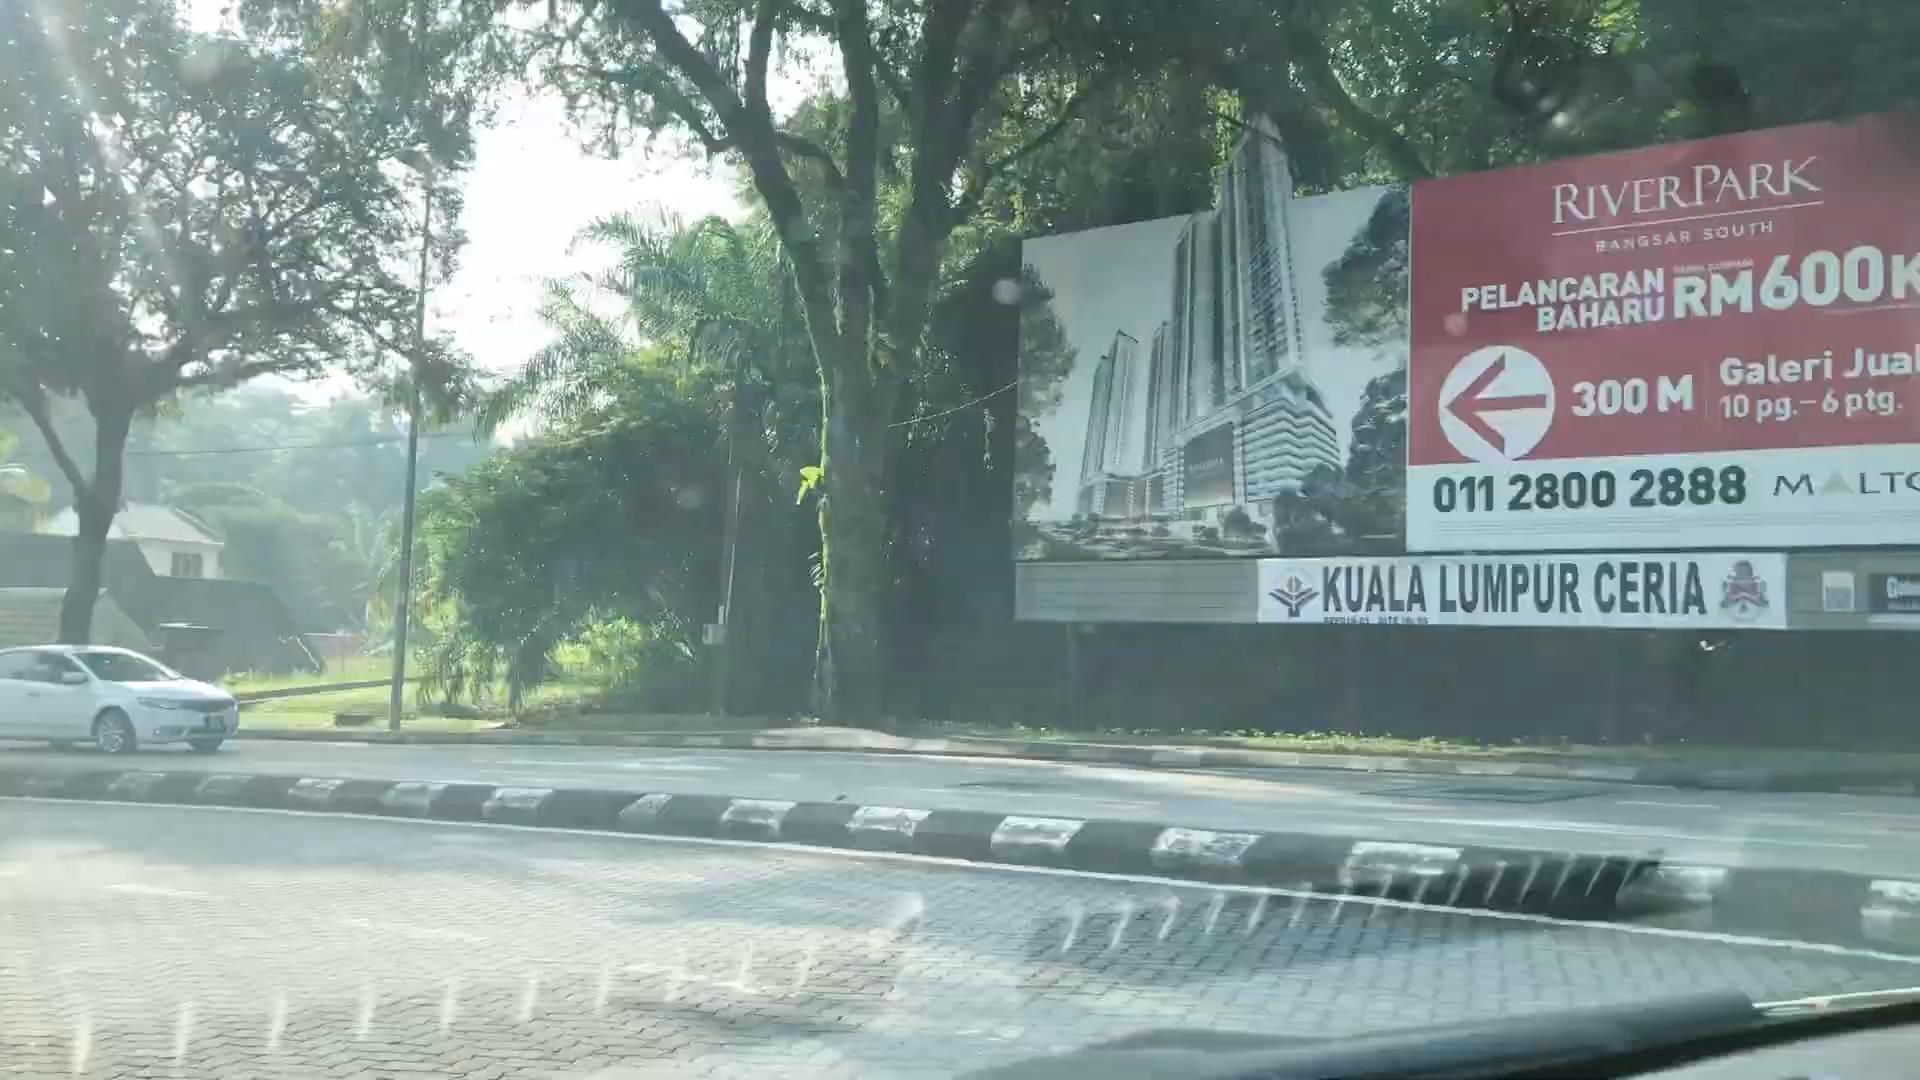 RIVERPARK
BANGSAR SOUTH
PELANCARAN
BAHARU
RM600K
300 M
Galeri Jual
10 pg.-6 ptg.
011 2800 2888
MALTO
KUALA LUMPUR CERIA